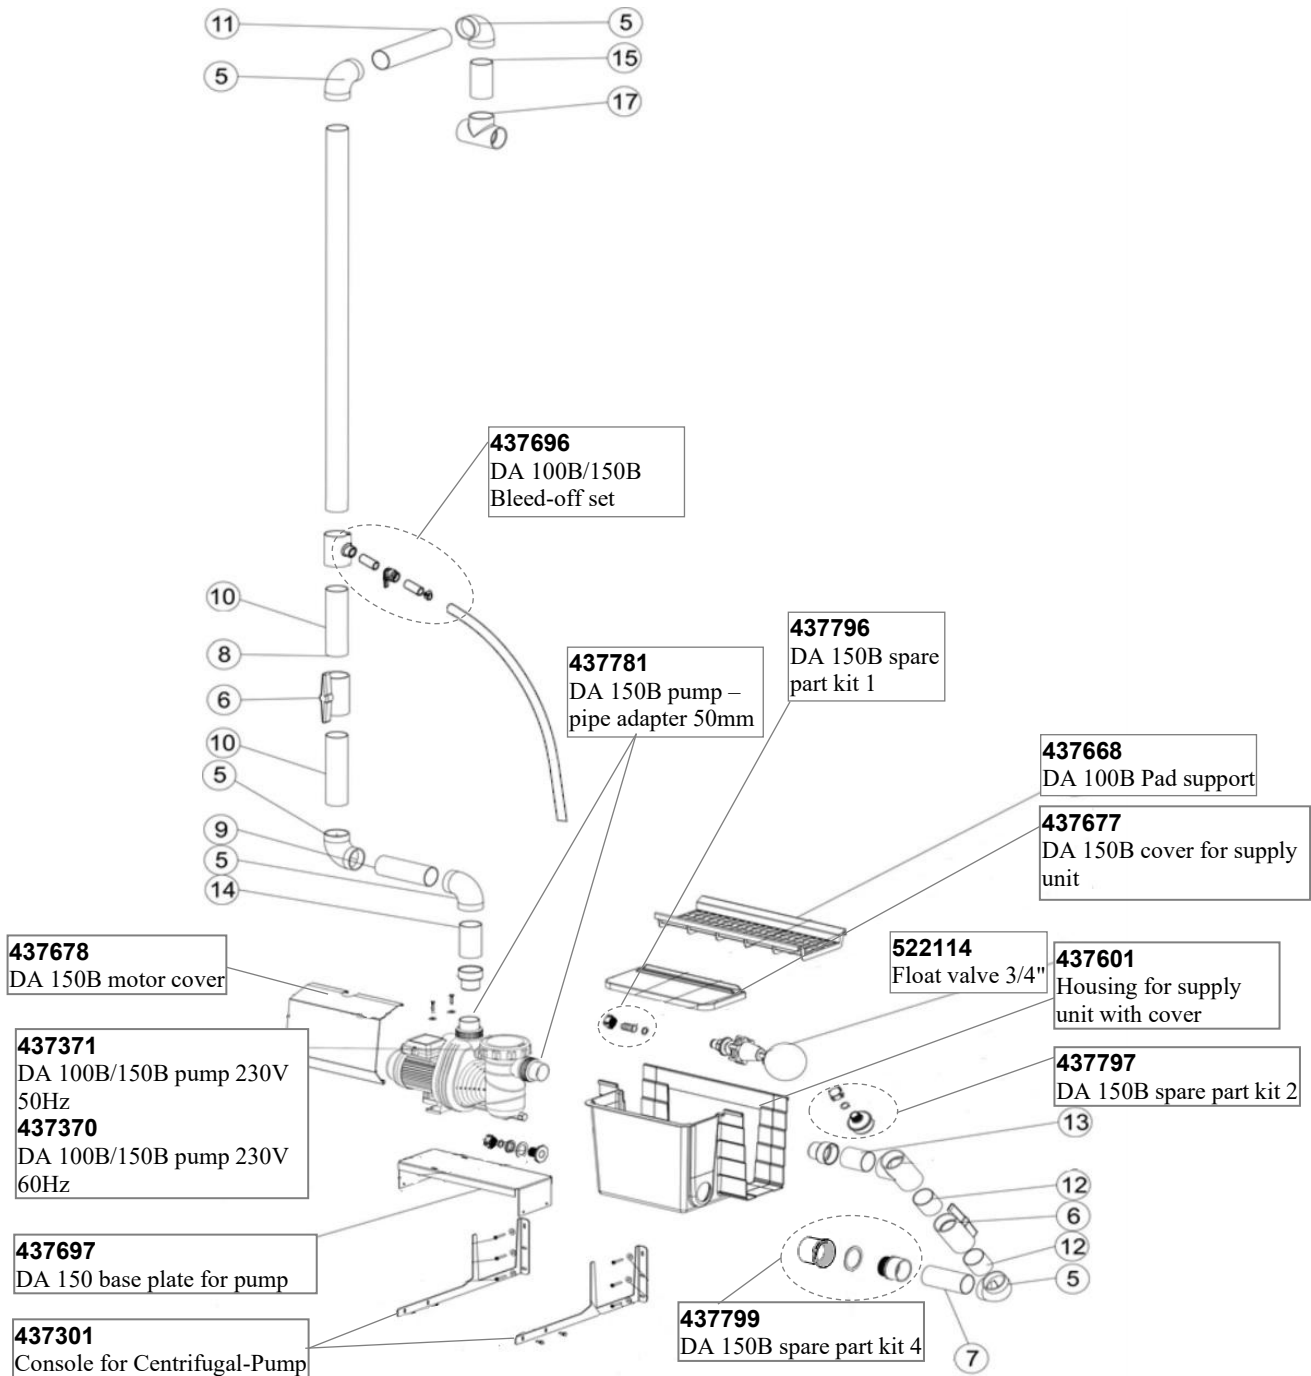 11
5
5
15
17
437696
DA 100B/150B
Bleed-off set
10
8
6
10
5
9
5
14
437781
DA 150B pump –
pipe adapter 50mm
437796
DA 150B spare
part kit 1
437668
DA 100B Pad support
437677
DA 150B cover for supply
unit
522114
Float valve 3/4"
437601
Housing for supply
unit with cover
437797
DA 150B spare part kit 2
437678
DA 150B motor cover
437371
DA 100B/150B pump 230V
50Hz
437370
DA 100B/150B pump 230V
60Hz
437697
DA 150 base plate for pump
437301
Console for Centrifugal-Pump
13
12
6
12
5
437799
DA 150B spare part kit 4
7